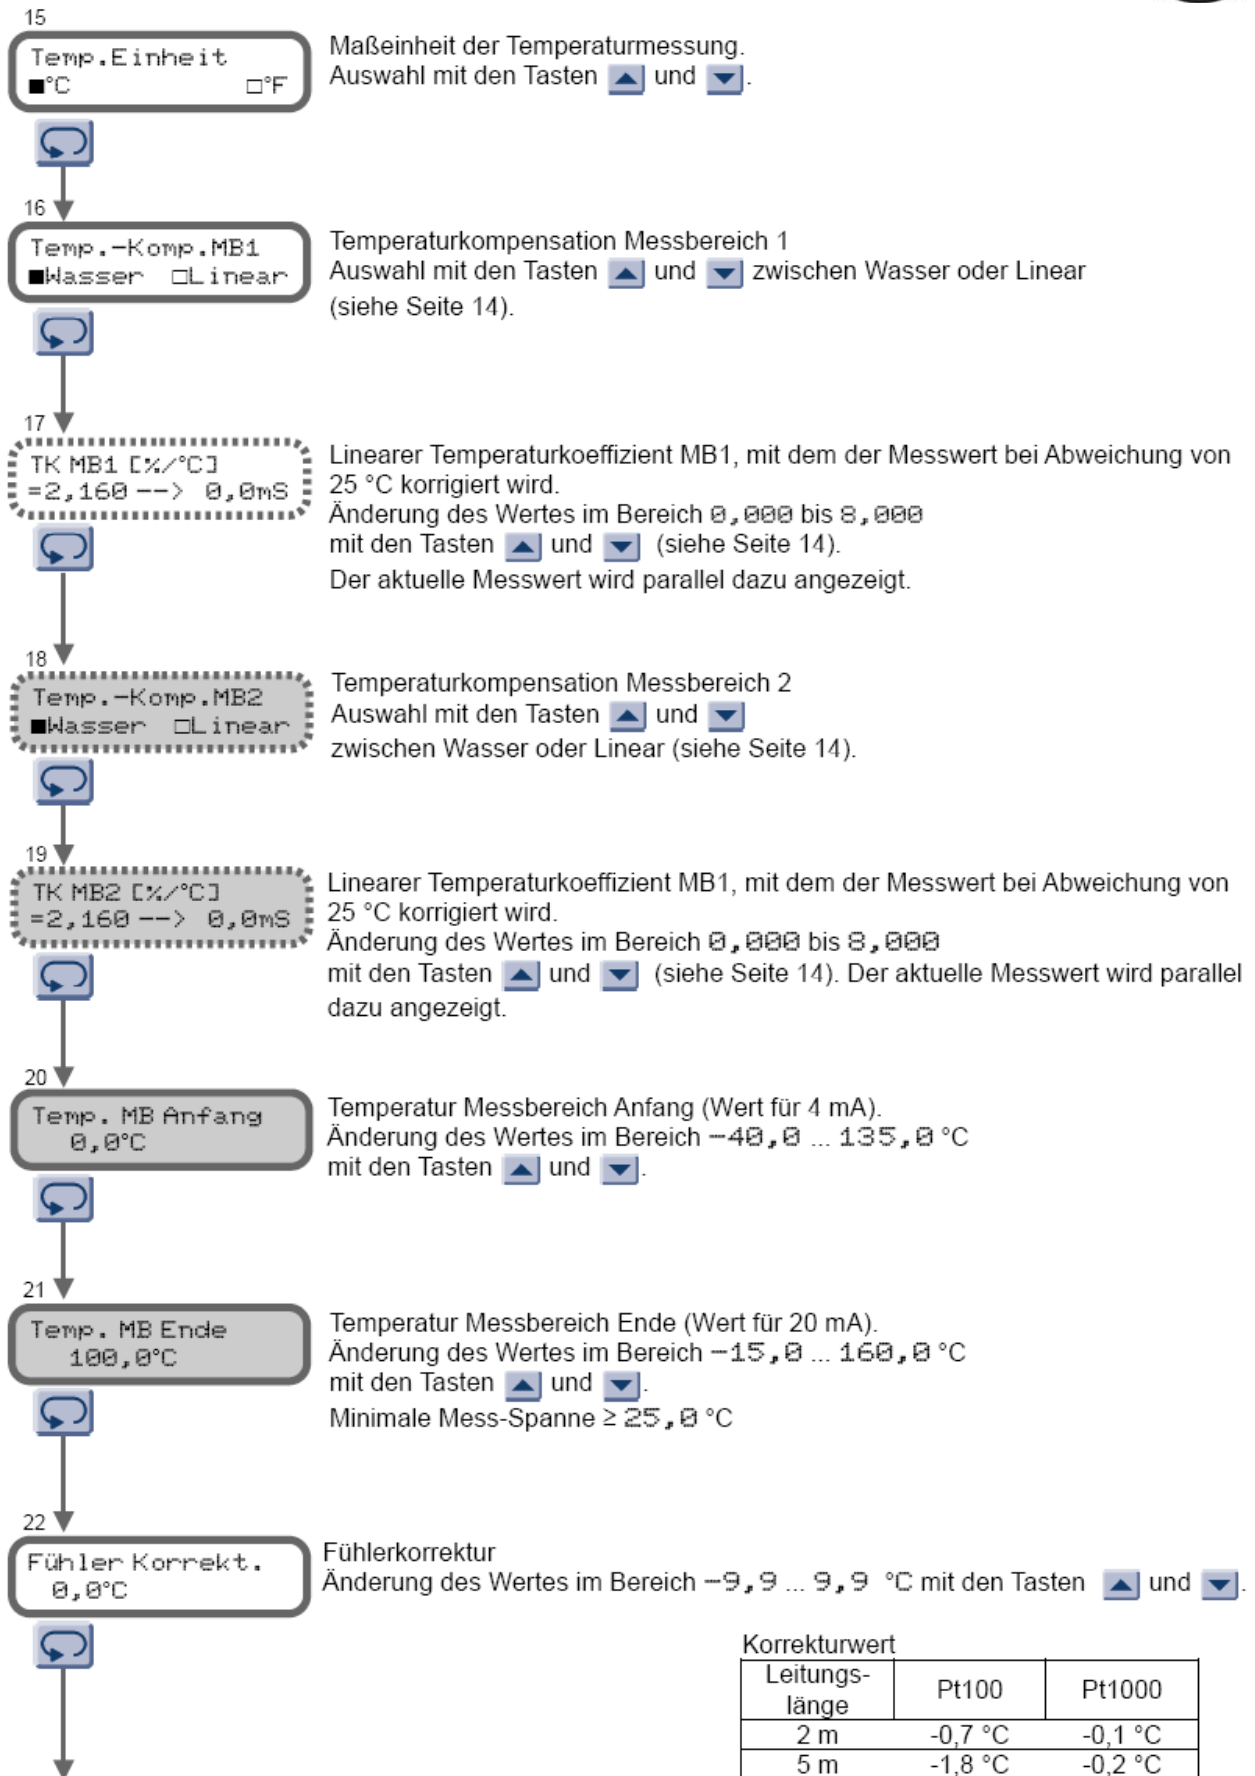 15
Temp.Einheit
■°C □°F
Maßeinheit der Temperaturmessung.
Auswahl mit den Tasten ▲ und ▼.
16
Temp.-Komp.MB1
■Wasser □Linear
Temperaturkompensation Messbereich 1
Auswahl mit den Tasten ▲ und ▼ zwischen Wasser oder Linear
(siehe Seite 14).
17
TK MB1 [%/°C]
=2,160 --> 0,0mS
Linearer Temperaturkoeffizient MB1, mit dem der Messwert bei Abweichung von
25 °C korrigiert wird.
Änderung des Wertes im Bereich 0,000 bis 8,000
mit den Tasten ▲ und ▼ (siehe Seite 14).
Der aktuelle Messwert wird parallel dazu angezeigt.
18
Temp.-Komp.MB2
■Wasser □Linear
Temperaturkompensation Messbereich 2
Auswahl mit den Tasten ▲ und ▼
zwischen Wasser oder Linear (siehe Seite 14).
19
TK MB2 [%/°C]
=2,160 --> 0,0mS
Linearer Temperaturkoeffizient MB1, mit dem der Messwert bei Abweichung von
25 °C korrigiert wird.
Änderung des Wertes im Bereich 0,000 bis 8,000
mit den Tasten ▲ und ▼ (siehe Seite 14). Der aktuelle Messwert wird parallel
dazu angezeigt.
20
Temp. MB Anfang
0,0°C
Temperatur Messbereich Anfang (Wert für 4 mA).
Änderung des Wertes im Bereich -40,0 ... 135,0 °C
mit den Tasten ▲ und ▼.
21
Temp. MB Ende
100,0°C
Temperatur Messbereich Ende (Wert für 20 mA).
Änderung des Wertes im Bereich -15,0 ... 160,0 °C
mit den Tasten ▲ und ▼.
Minimale Mess-Spanne ≥ 25,0 °C
22
Fühler Korrekt.
0,0°C
Fühlerkorrektur
Änderung des Wertes im Bereich -9,9 ... 9,9 °C mit den Tasten ▲ und ▼.
Korrekturwert
Leitungs-
länge Pt100 Pt1000
2 m -0,7 °C -0,1 °C
5 m -1,8 °C -0,2 °C